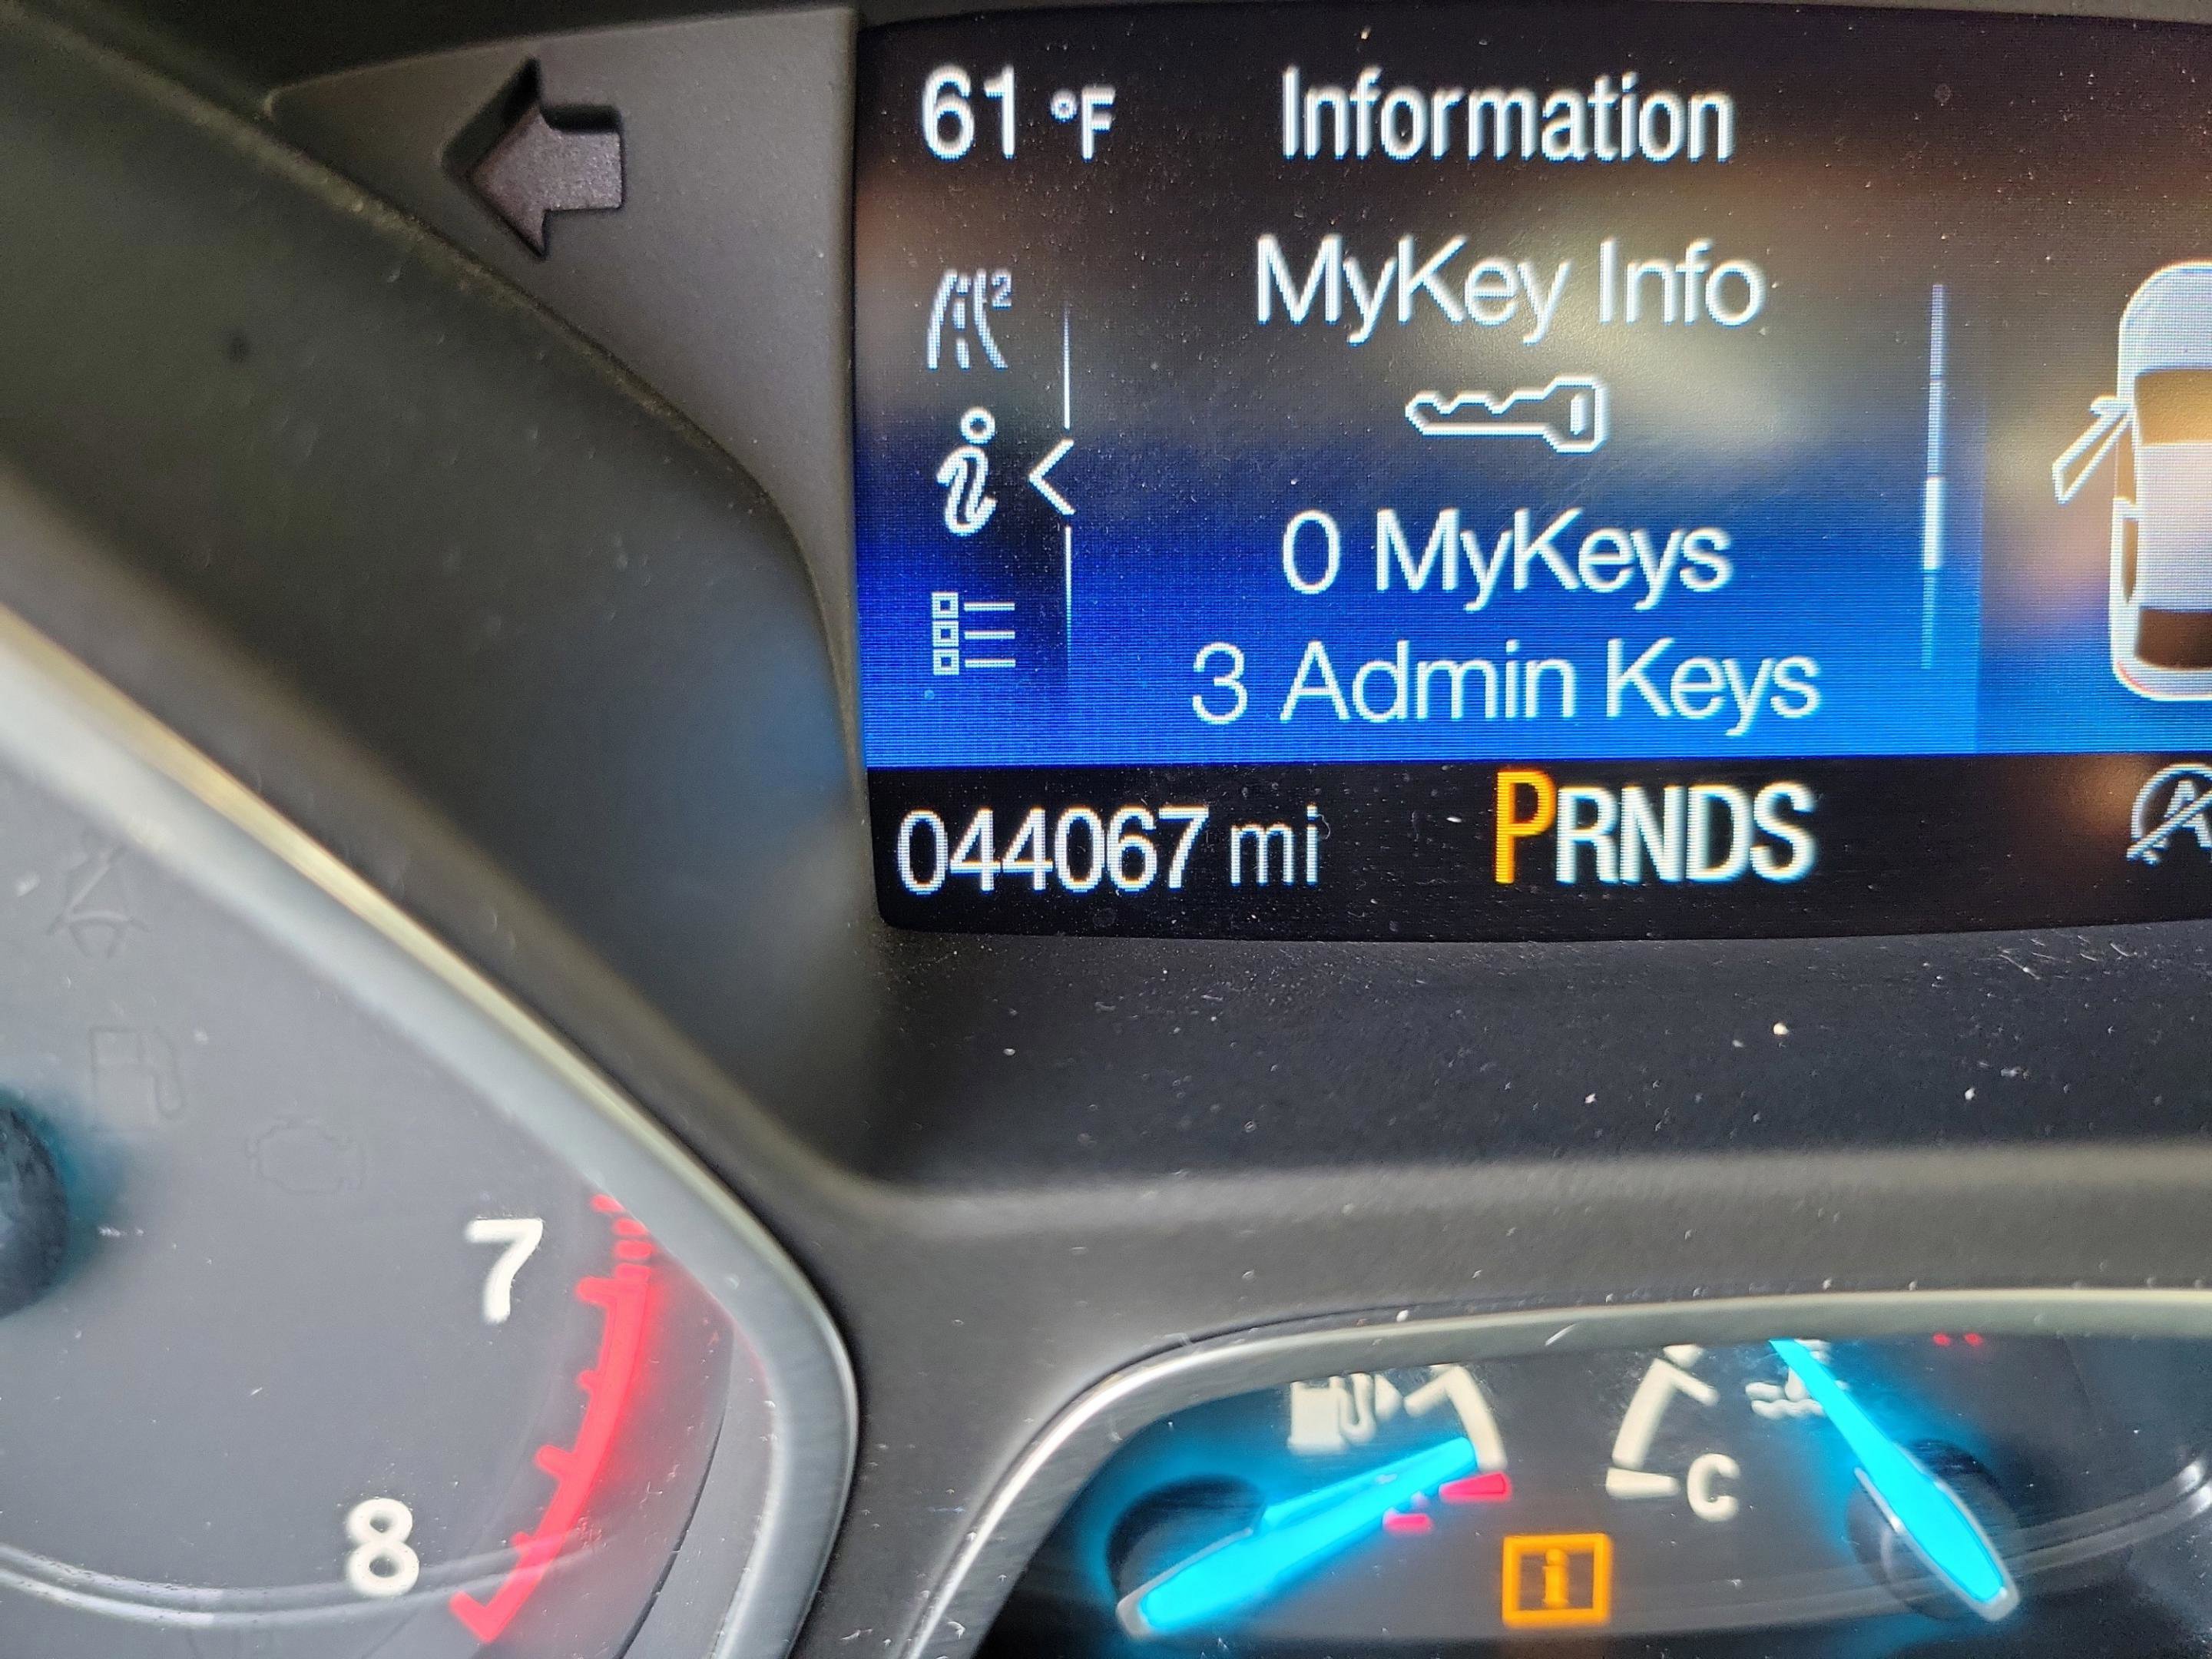 61 °F Information
MyKey Info
0 MyKeys
3 Admin Keys
044067 mi PRNDS
7
8
C